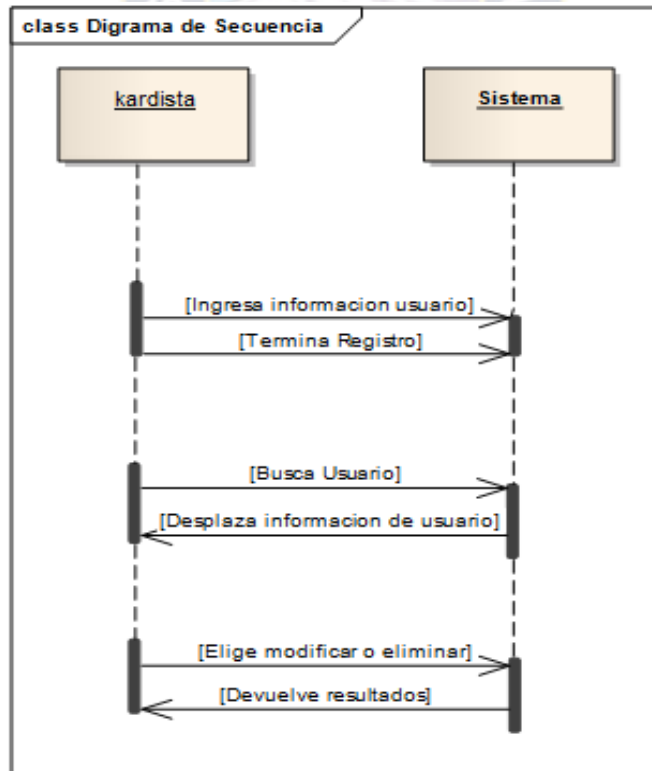 class Digrama de Secuencia
kardista
Sistema
[Ingresa informacion usuario]
[Termina Registro]
[Busca Usuario]
[Desplaza informacion de usuario]
[Elige modificar o eliminar]
[Devuelve resultados]